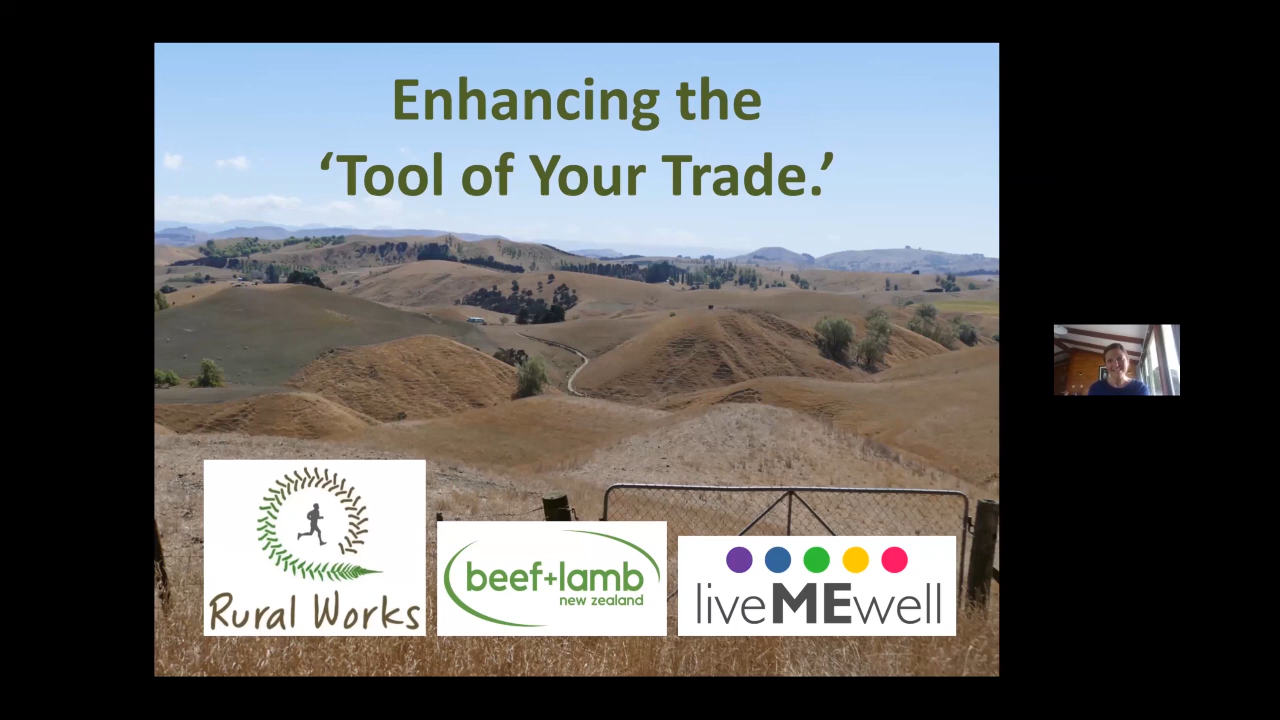 Enhancing the
‘Tool of Your Trade.’
Rural Works
beef+lamb
new zealand
liveMEwell